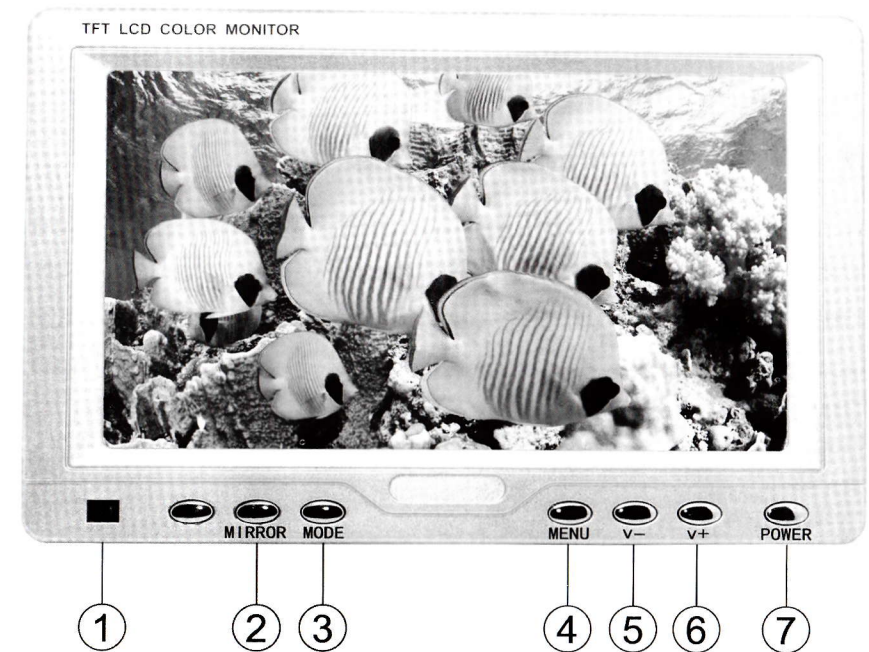 TFT LCD COLOR MONITOR
MIRROR MODE MENU V- V+ POWER
1 2 3 4 5 6 7